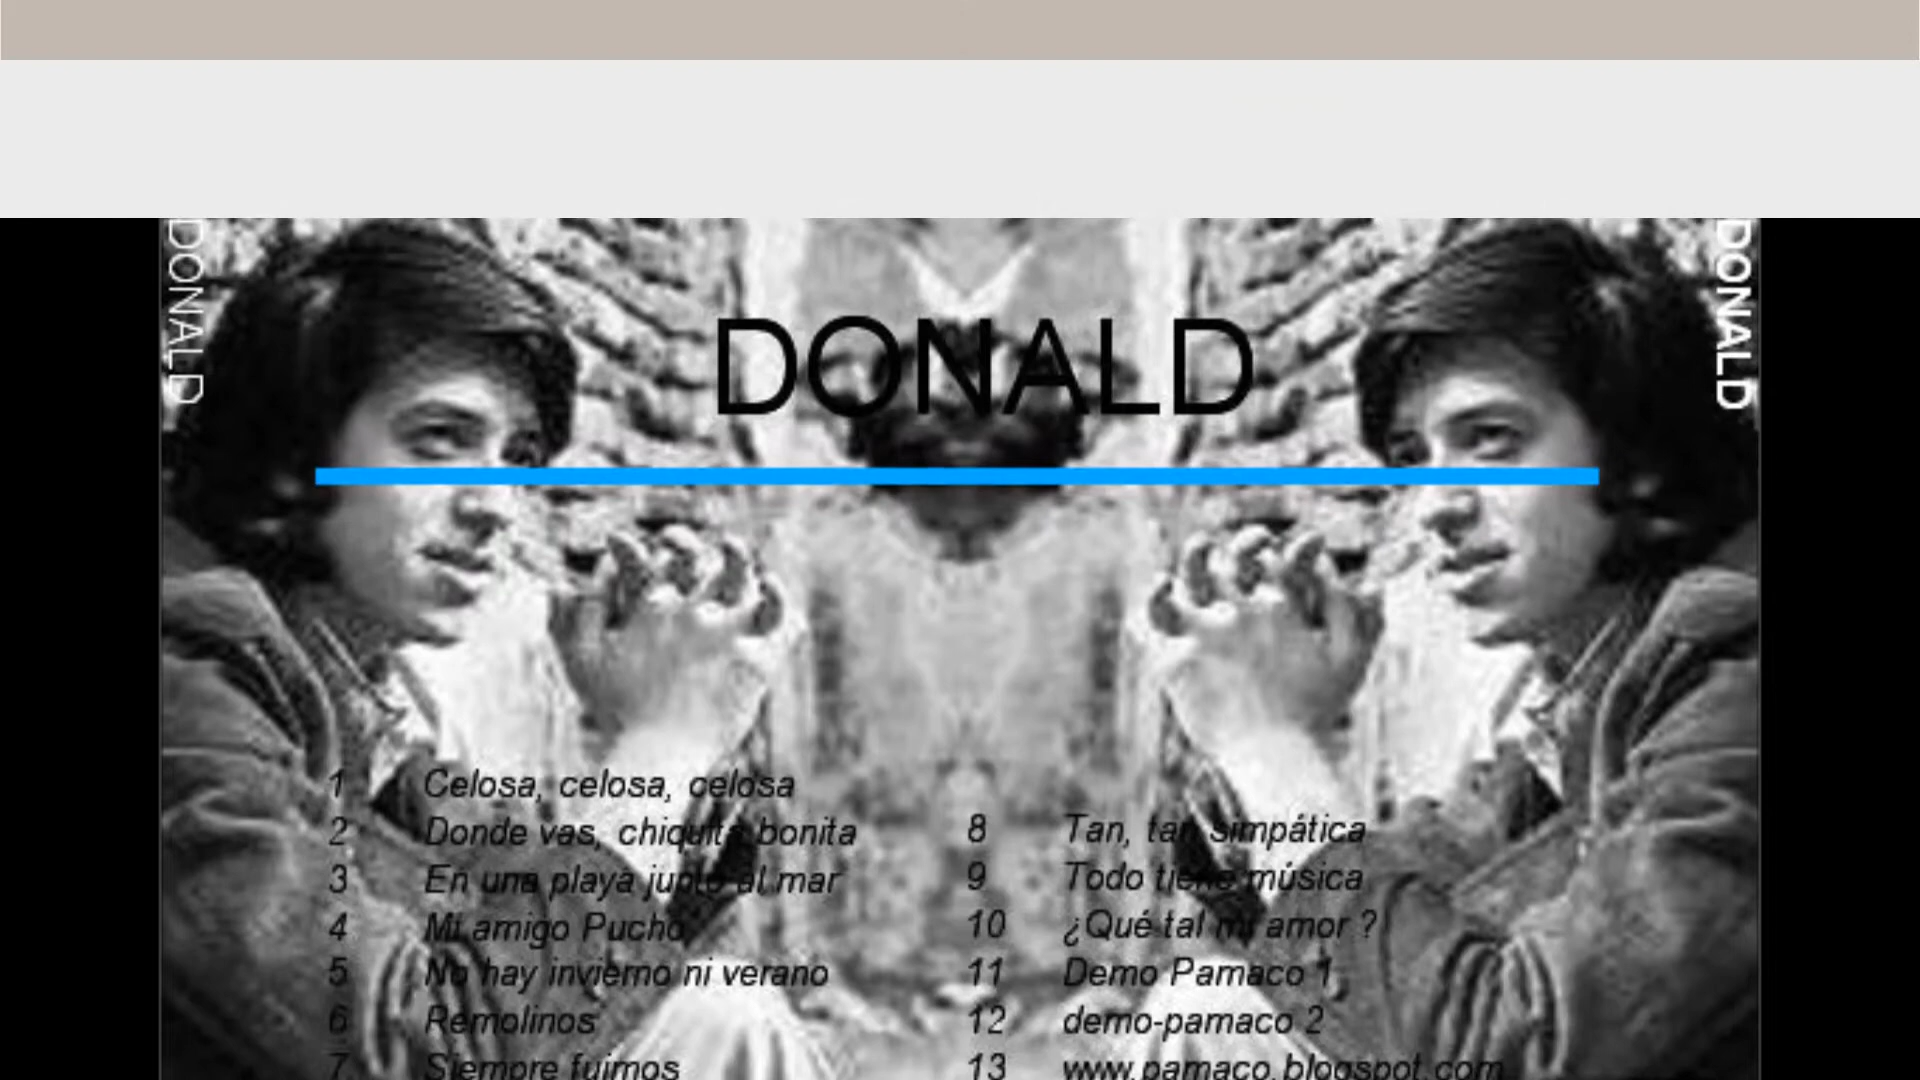 DONALD
DONALD
DONALD
1 Celosa, celosa, celosa
2 Donde vas, chiquita bonita
3 En una playa junto al mar
4 Mi amigo Pucho
5 No hay invierno ni verano
6 Remolinos
7 Siempre fuimos
8 Tan, tan simpática
9 Todo tiene música
10 ¿Qué tal mi amor ?
11 Demo Pamaco 1
12 demo-pamaco 2
13 www.pamaco.blogspot.com